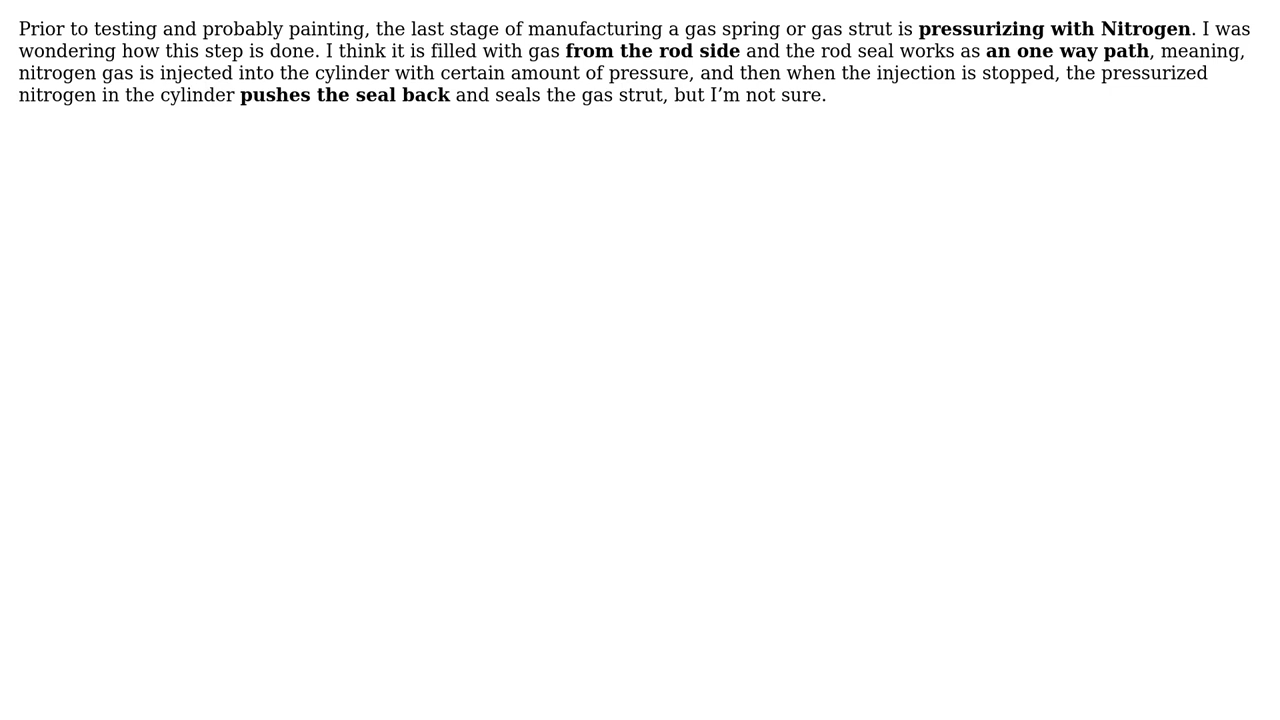 Prior to testing and probably painting, the last stage of manufacturing a gas spring or gas strut is pressurizing with Nitrogen. I was
wondering how this step is done. I think it is filled with gas from the rod side and the rod seal works as an one way path, meaning,
nitrogen gas is injected into the cylinder with certain amount of pressure, and then when the injection is stopped, the pressurized
nitrogen in the cylinder pushes the seal back and seals the gas strut, but I’m not sure.